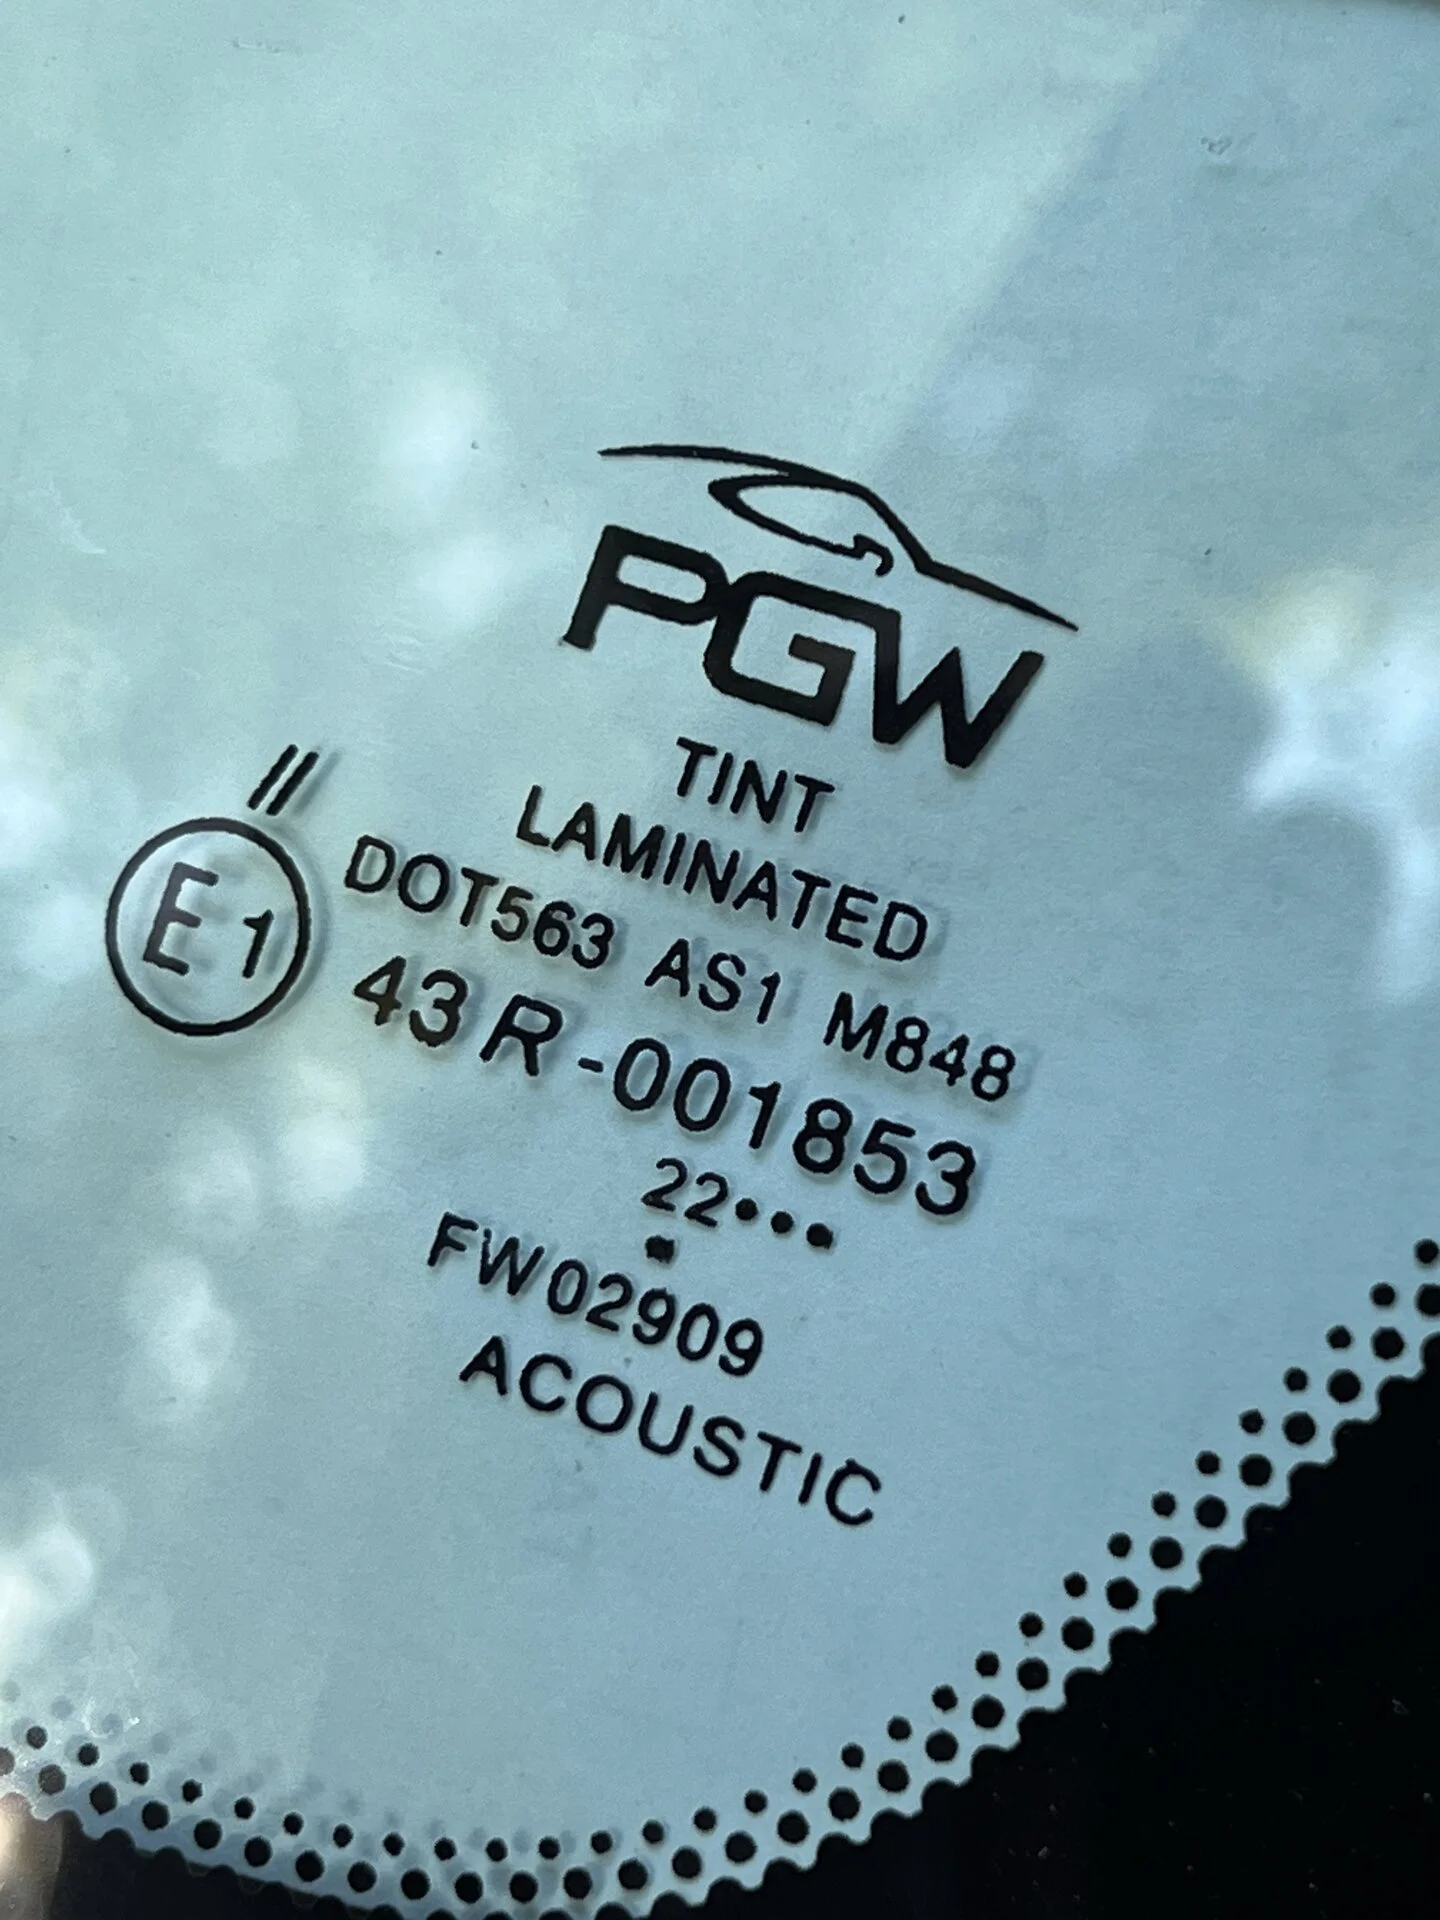 PGW
TINT
LAMINATED
//
E1
DOT563 AS1 M848
43R-001853
22•••
•
FW02909
ACOUSTIC